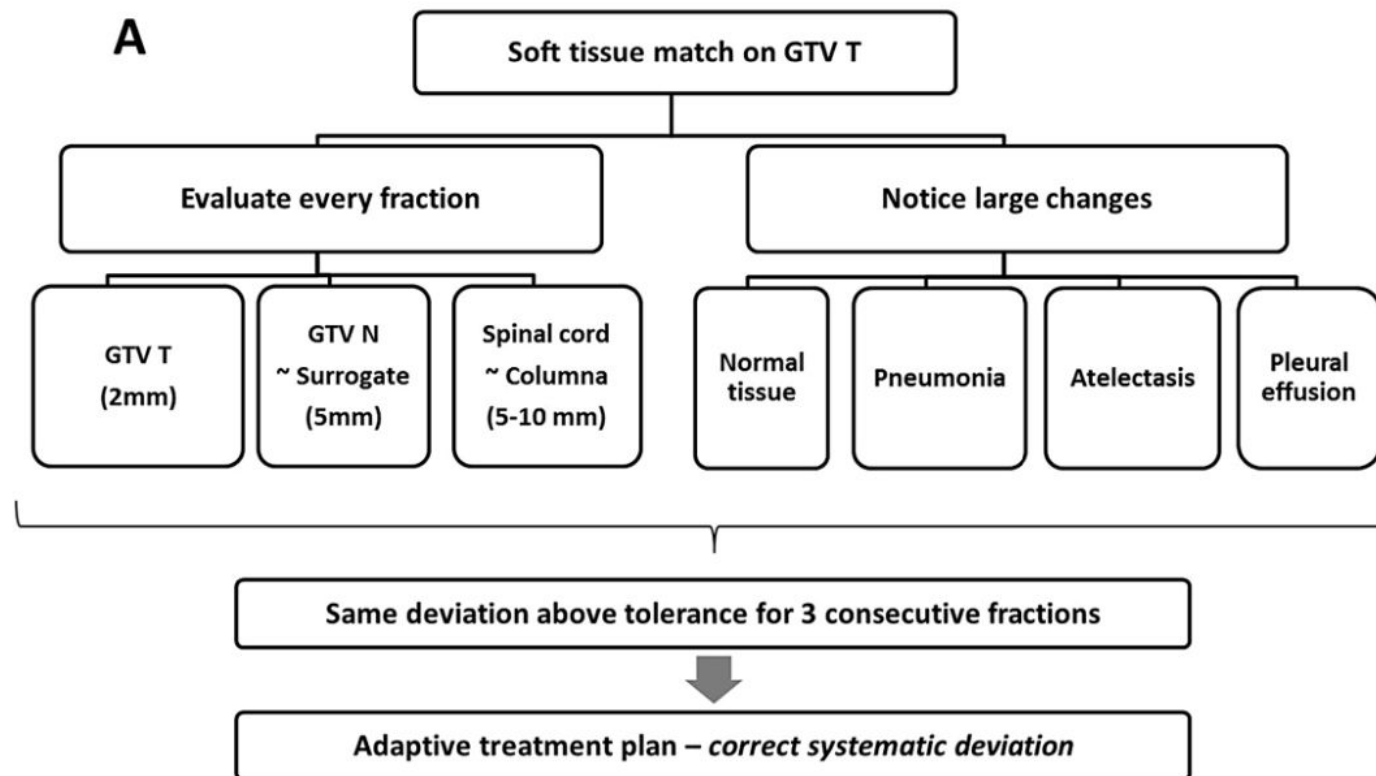 A
Soft tissue match on GTV T
Evaluate every fraction
Notice large changes
GTV T
(2mm)
GTV N
~ Surrogate
(5mm)
Spinal cord
~ Columna
(5-10 mm)
Normal
tissue
Pneumonia
Atelectasis
Pleural
effusion
Same deviation above tolerance for 3 consecutive fractions
Adaptive treatment plan – correct systematic deviation